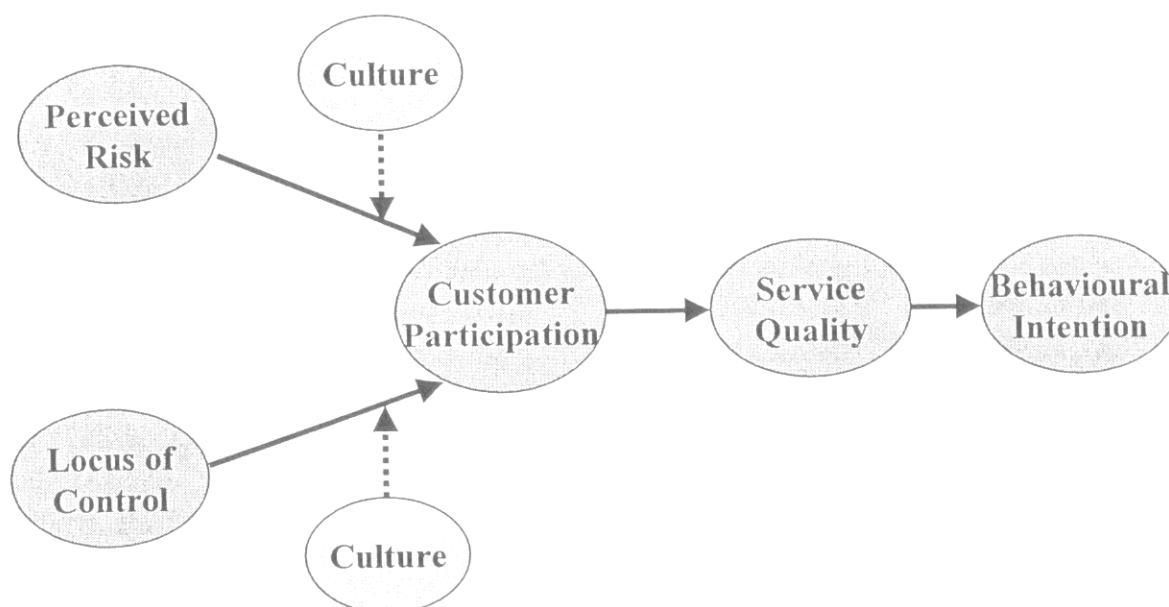 Culture
Perceived
Risk
Customer
Participation
Service
Quality
Behavioural
Intention
Locus of
Control
Culture